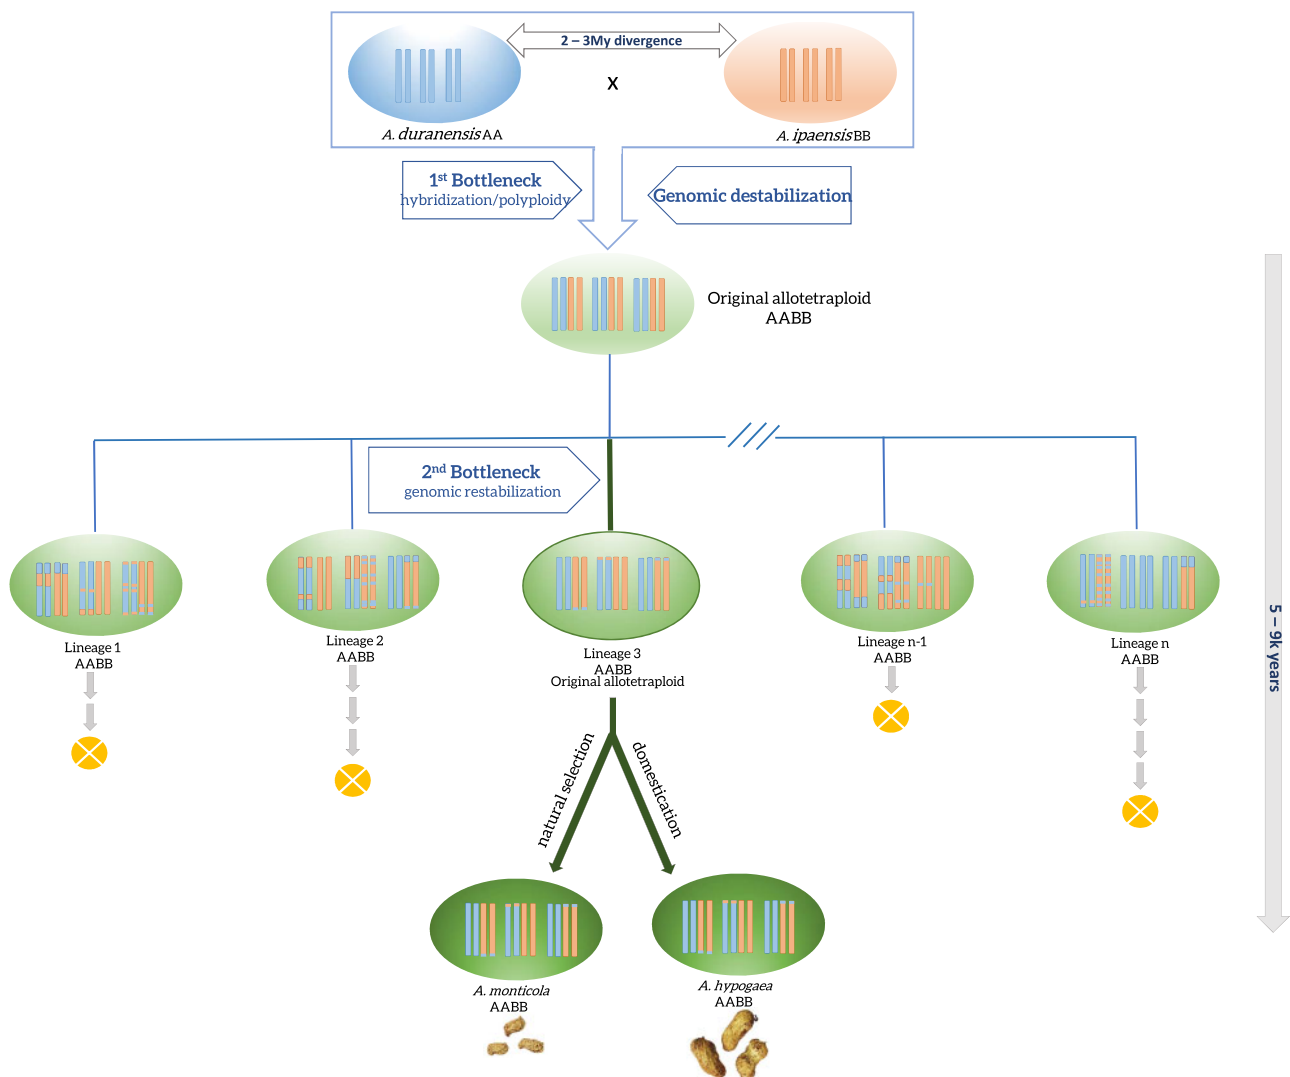 2 – 3My divergence
X
A. duranensis AA
A. ipaensis BB
1st Bottleneck
hybridization/polyploidy
Genomic destabilization
Original allotetraploid
AABB
2nd Bottleneck
genomic restabilization
Lineage 1
AABB
Lineage 2
AABB
Lineage 3
AABB
Original allotetraploid
Lineage n-1
AABB
Lineage n
AABB
5 – 9k years
natural selection
domestication
A. monticola
AABB
A. hypogaea
AABB